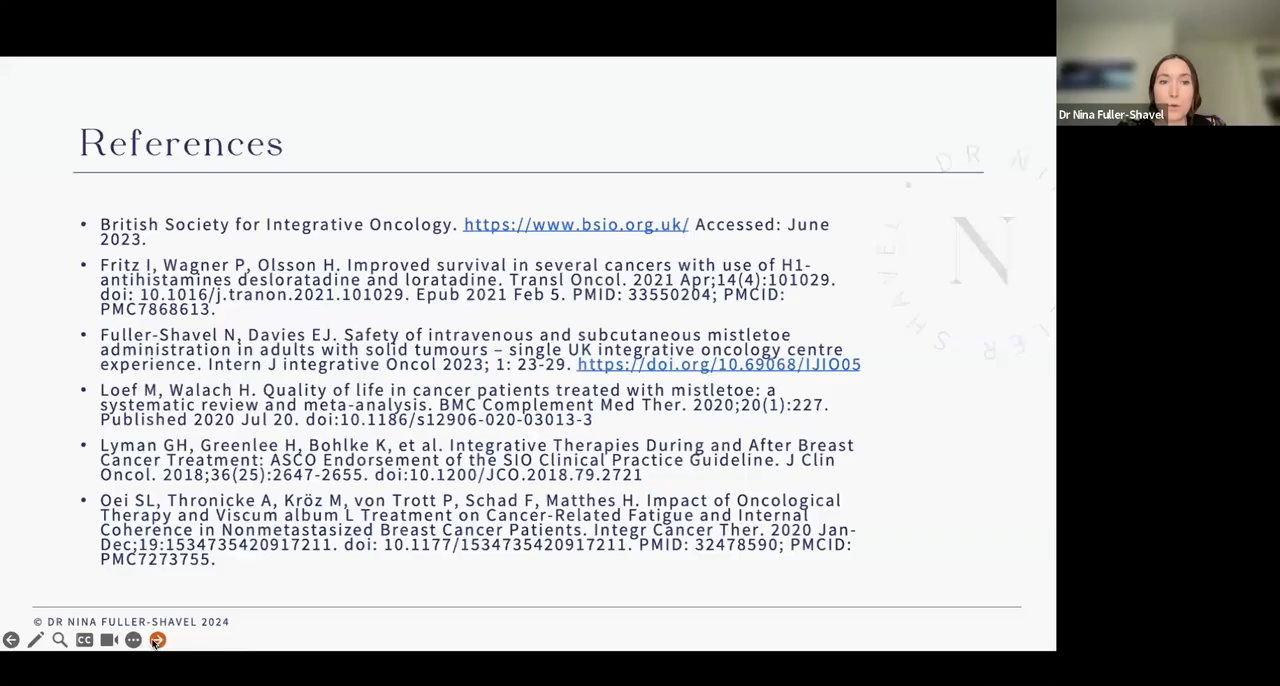 Dr Nina Fuller-Shavel
References
• British Society for Integrative Oncology. https://www.bsio.org.uk/ Accessed: June
2023.
• Fritz I, Wagner P, Olsson H. Improved survival in several cancers with use of H1-
antihistamines desloratadine and loratadine. Transl Oncol. 2021 Apr;14(4):101029.
doi: 10.1016/j.tranon.2021.101029. Epub 2021 Feb 5. PMID: 33550204; PMCID:
PMC7868613.
• Fuller-Shavel N, Davies EJ. Safety of intravenous and subcutaneous mistletoe
administration in adults with solid tumours – single UK integrative oncology centre
experience. Intern J integrative Oncol 2023; 1: 23-29. https://doi.org/10.69068/IJIO05
• Loef M, Walach H. Quality of life in cancer patients treated with mistletoe: a
systematic review and meta-analysis. BMC Complement Med Ther. 2020;20(1):227.
Published 2020 Jul 20. doi:10.1186/s12906-020-03013-3
• Lyman GH, Greenlee H, Bohlke K, et al. Integrative Therapies During and After Breast
Cancer Treatment: ASCO Endorsement of the SIO Clinical Practice Guideline. J Clin
Oncol. 2018;36(25):2647-2655. doi:10.1200/JCO.2018.79.2721
• Oei SL, Thronicke A, Kröz M, von Trott P, Schad F, Matthes H. Impact of Oncological
Therapy and Viscum album L Treatment on Cancer-Related Fatigue and Internal
Coherence in Nonmetastasized Breast Cancer Patients. Integr Cancer Ther. 2020 Jan-
Dec;19:1534735420917211. doi: 10.1177/1534735420917211. PMID: 32478590; PMCID:
PMC7273755.
© DR NINA FULLER-SHAVEL 2024
CC
DR NI
N